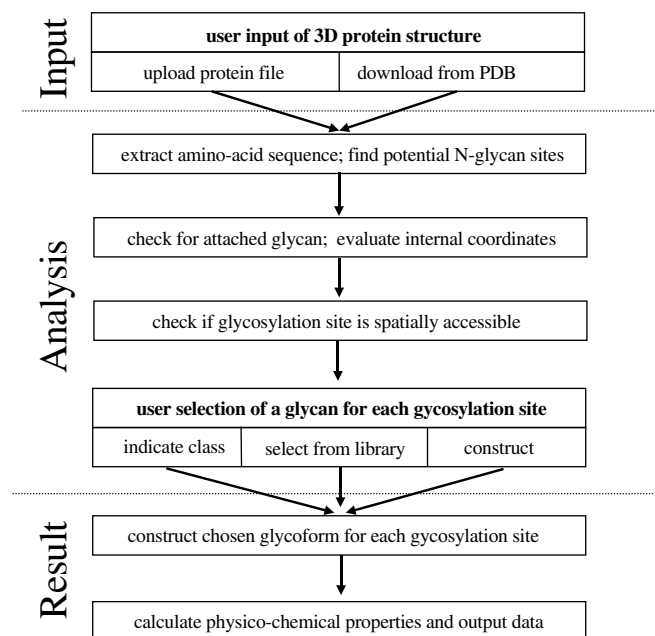 Input
user input of 3D protein structure
upload protein file
download from PDB
Analysis
extract amino-acid sequence; find potential N-glycan sites
check for attached glycan; evaluate internal coordinates
check if glycosylation site is spatially accessible
user selection of a glycan for each gycosylation site
indicate class
select from library
construct
Result
construct chosen glycoform for each gycosylation site
calculate physico-chemical properties and output data